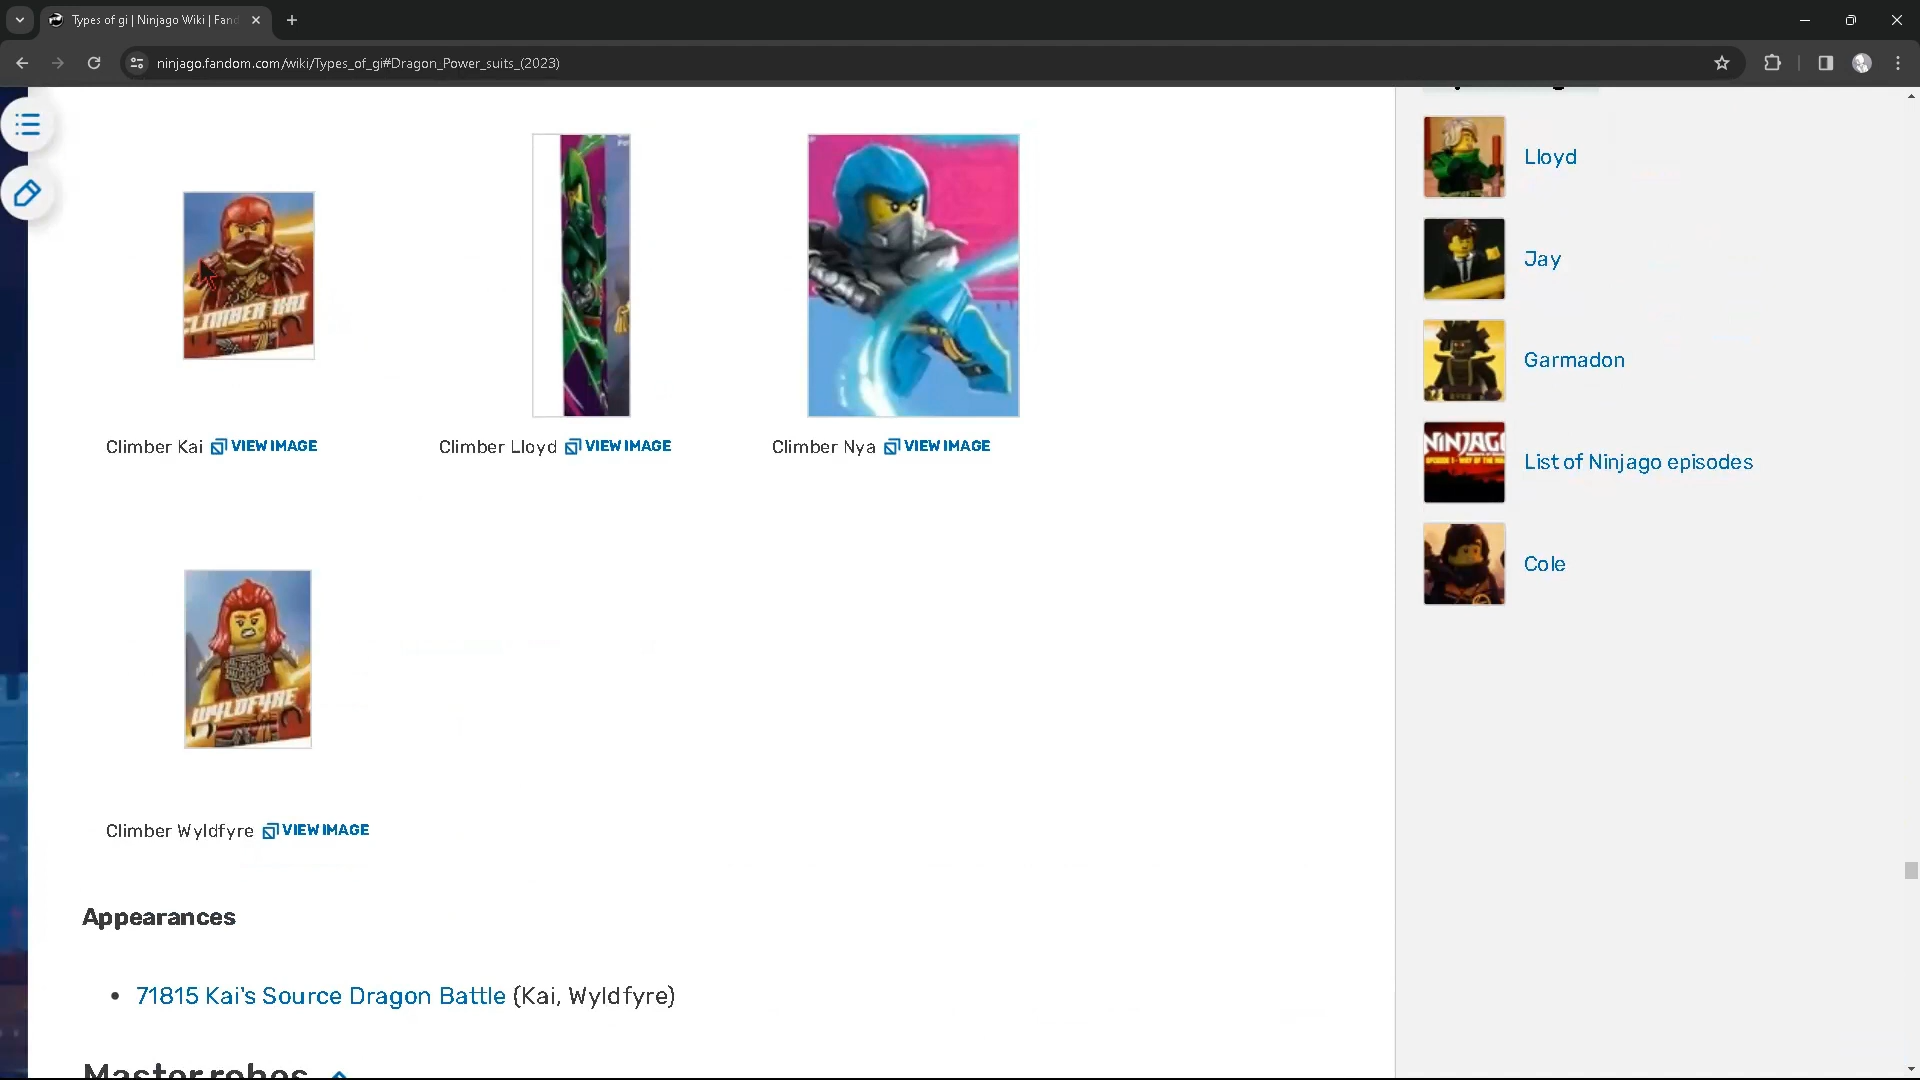 Types of gi | Ninjago Wiki | Fand
ninjago.fandom.com/wiki/Types_of_gi#Dragon_Power_suits_(2023)
CLIMBER KAI
Climber Kai VIEW IMAGE
Climber Lloyd VIEW IMAGE
Climber Nya VIEW IMAGE
WYLDFYRE
Climber Wyldfyre VIEW IMAGE
Appearances
• 71815 Kai's Source Dragon Battle (Kai, Wyldfyre)
Master robes
Lloyd
Jay
Garmadon
NINJAGO
List of Ninjago episodes
Cole